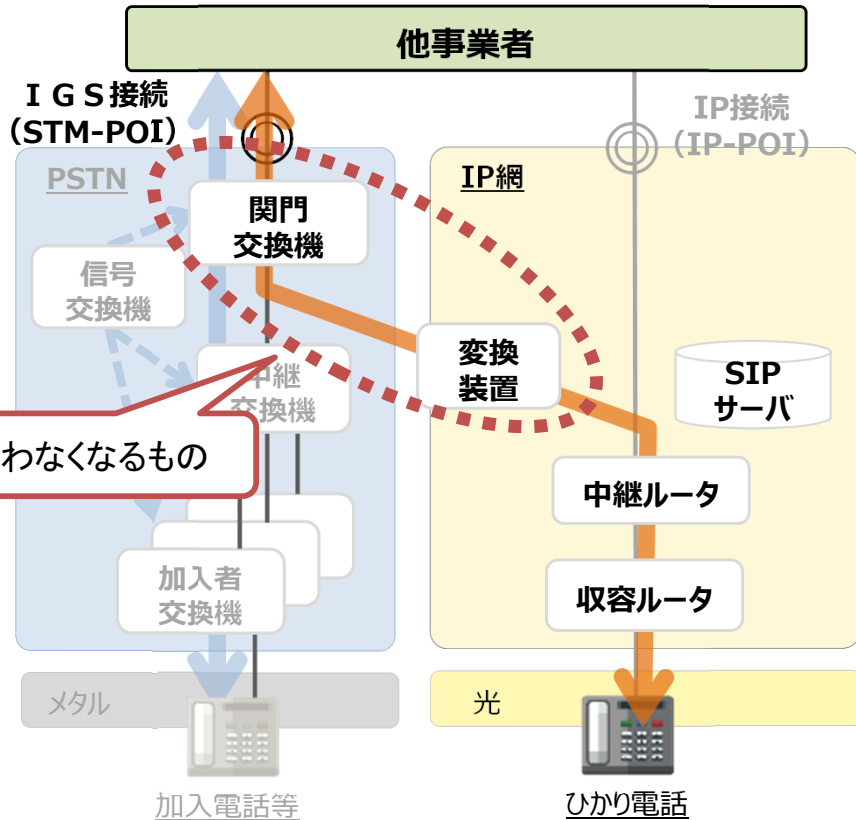 他事業者
ＩＧＳ接続
（STM-POI）
IP接続
（IP-POI）
PSTN
IP網
関門
交換機
信号
交換機
変換
装置
SIP
サーバ
中継
交換機
わなくなるもの
中継ルータ
加入者
交換機
収容ルータ
メタル
光
加入電話等
ひかり電話